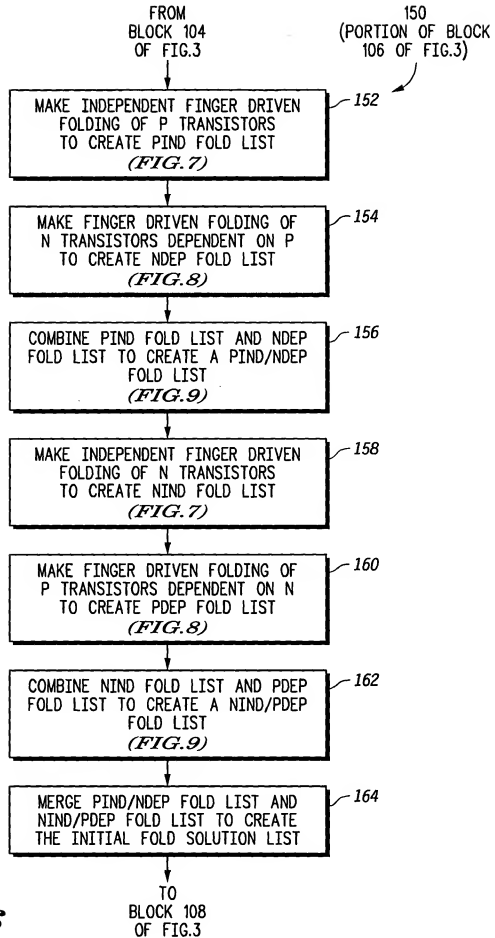 FROM
BLOCK 104
OF FIG.3
150
(PORTION OF BLOCK
106 OF FIG.3)
152
MAKE INDEPENDENT FINGER DRIVEN
FOLDING OF P TRANSISTORS
TO CREATE PIND FOLD LIST
(FIG.7)
154
MAKE FINGER DRIVEN FOLDING OF
N TRANSISTORS DEPENDENT ON P
TO CREATE NDEP FOLD LIST
(FIG.8)
156
COMBINE PIND FOLD LIST AND NDEP
FOLD LIST TO CREATE A PIND/NDEP
FOLD LIST
(FIG.9)
158
MAKE INDEPENDENT FINGER DRIVEN
FOLDING OF N TRANSISTORS
TO CREATE NIND FOLD LIST
(FIG.7)
160
MAKE FINGER DRIVEN FOLDING OF
P TRANSISTORS DEPENDENT ON N
TO CREATE PDEP FOLD LIST
(FIG.8)
162
COMBINE NIND FOLD LIST AND PDEP
FOLD LIST TO CREATE A NIND/PDEP
FOLD LIST
(FIG.9)
164
MERGE PIND/NDEP FOLD LIST AND
NIND/PDEP FOLD LIST TO CREATE
THE INITIAL FOLD SOLUTION LIST
TO
BLOCK 108
OF FIG.3